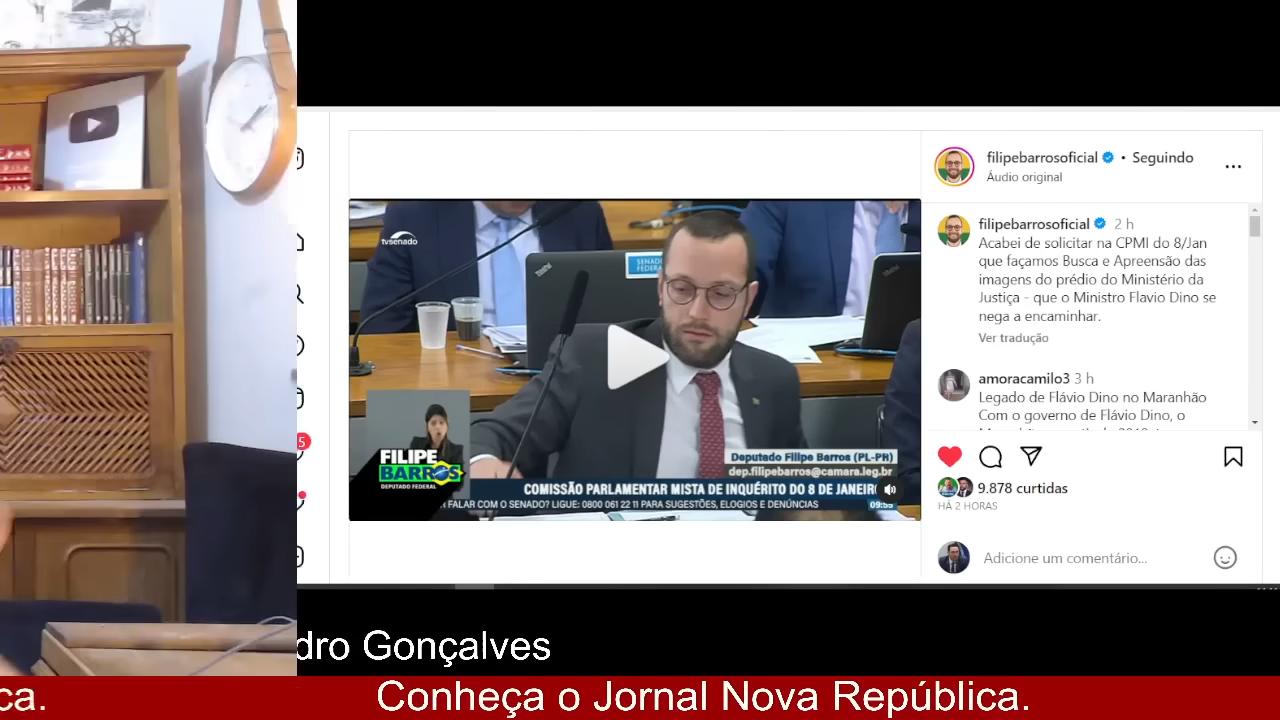 filipebarrosoficial • Seguindo
Áudio original
filipebarrosoficial 2 h
Acabei de solicitar na CPMI do 8/Jan
que façamos Busca e Apreensão das
imagens do prédio do Ministério da
Justiça - que o Ministro Flavio Dino se
nega a encaminhar.
Ver tradução
amoracamilo3 3 h
Legado de Flávio Dino no Maranhão
Com o governo de Flávio Dino, o
9.878 curtidas
HÁ 2 HORAS
Adicione um comentário...
tvsenado
SENADO
FEDERAL
FILIPE
BARROS
DEPUTADO FEDERAL
Deputado Filipe Barros (PL-PR)
dep.filipebarros@camara.leg.br
COMISSÃO PARLAMENTAR MISTA DE INQUÉRITO DO 8 DE JANEIR
FALAR COM O SENADO? LIGUE: 0800 061 22 11 PARA SUGESTÕES, ELOGIOS E DENÚNCIAS
09:55
5
dro Gonçalves
ca.
Conheça o Jornal Nova República.